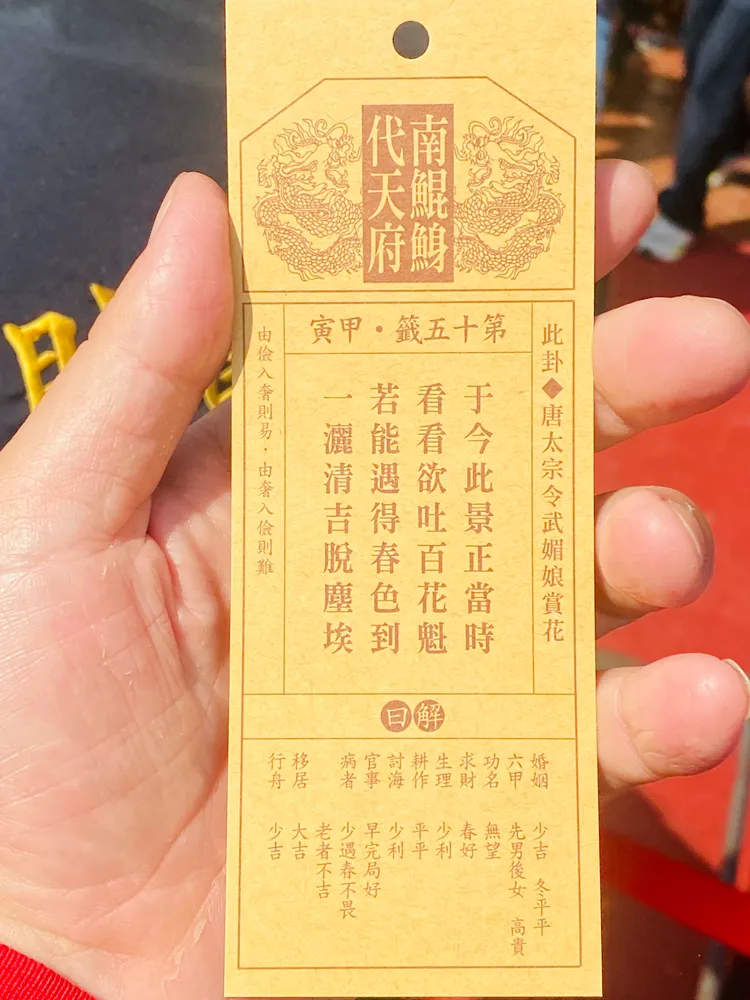 南鯤鯓
代天府
第十五籤・甲寅
此卦◆唐太宗令武媚娘賞花
于今此景正當時
看看欲吐百花魁
若能遇得春色到
一灑清吉脫塵埃
由儉入奢則易・由奢入儉則難
解曰
婚姻 少吉 冬平平
六甲 先男後女 高貴
功名 無望
求財 春好
生理 少利
耕作 平平
討海 少利
官事 早完局好
病者 少遇春不畏
老者不吉
移居 大吉
行舟 少吉